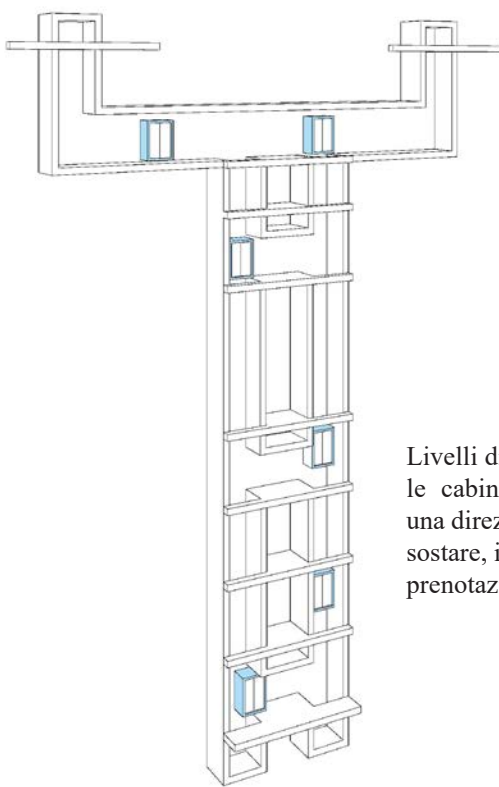 Livelli d
le cabin
una direz
sostare, i
prenotaz